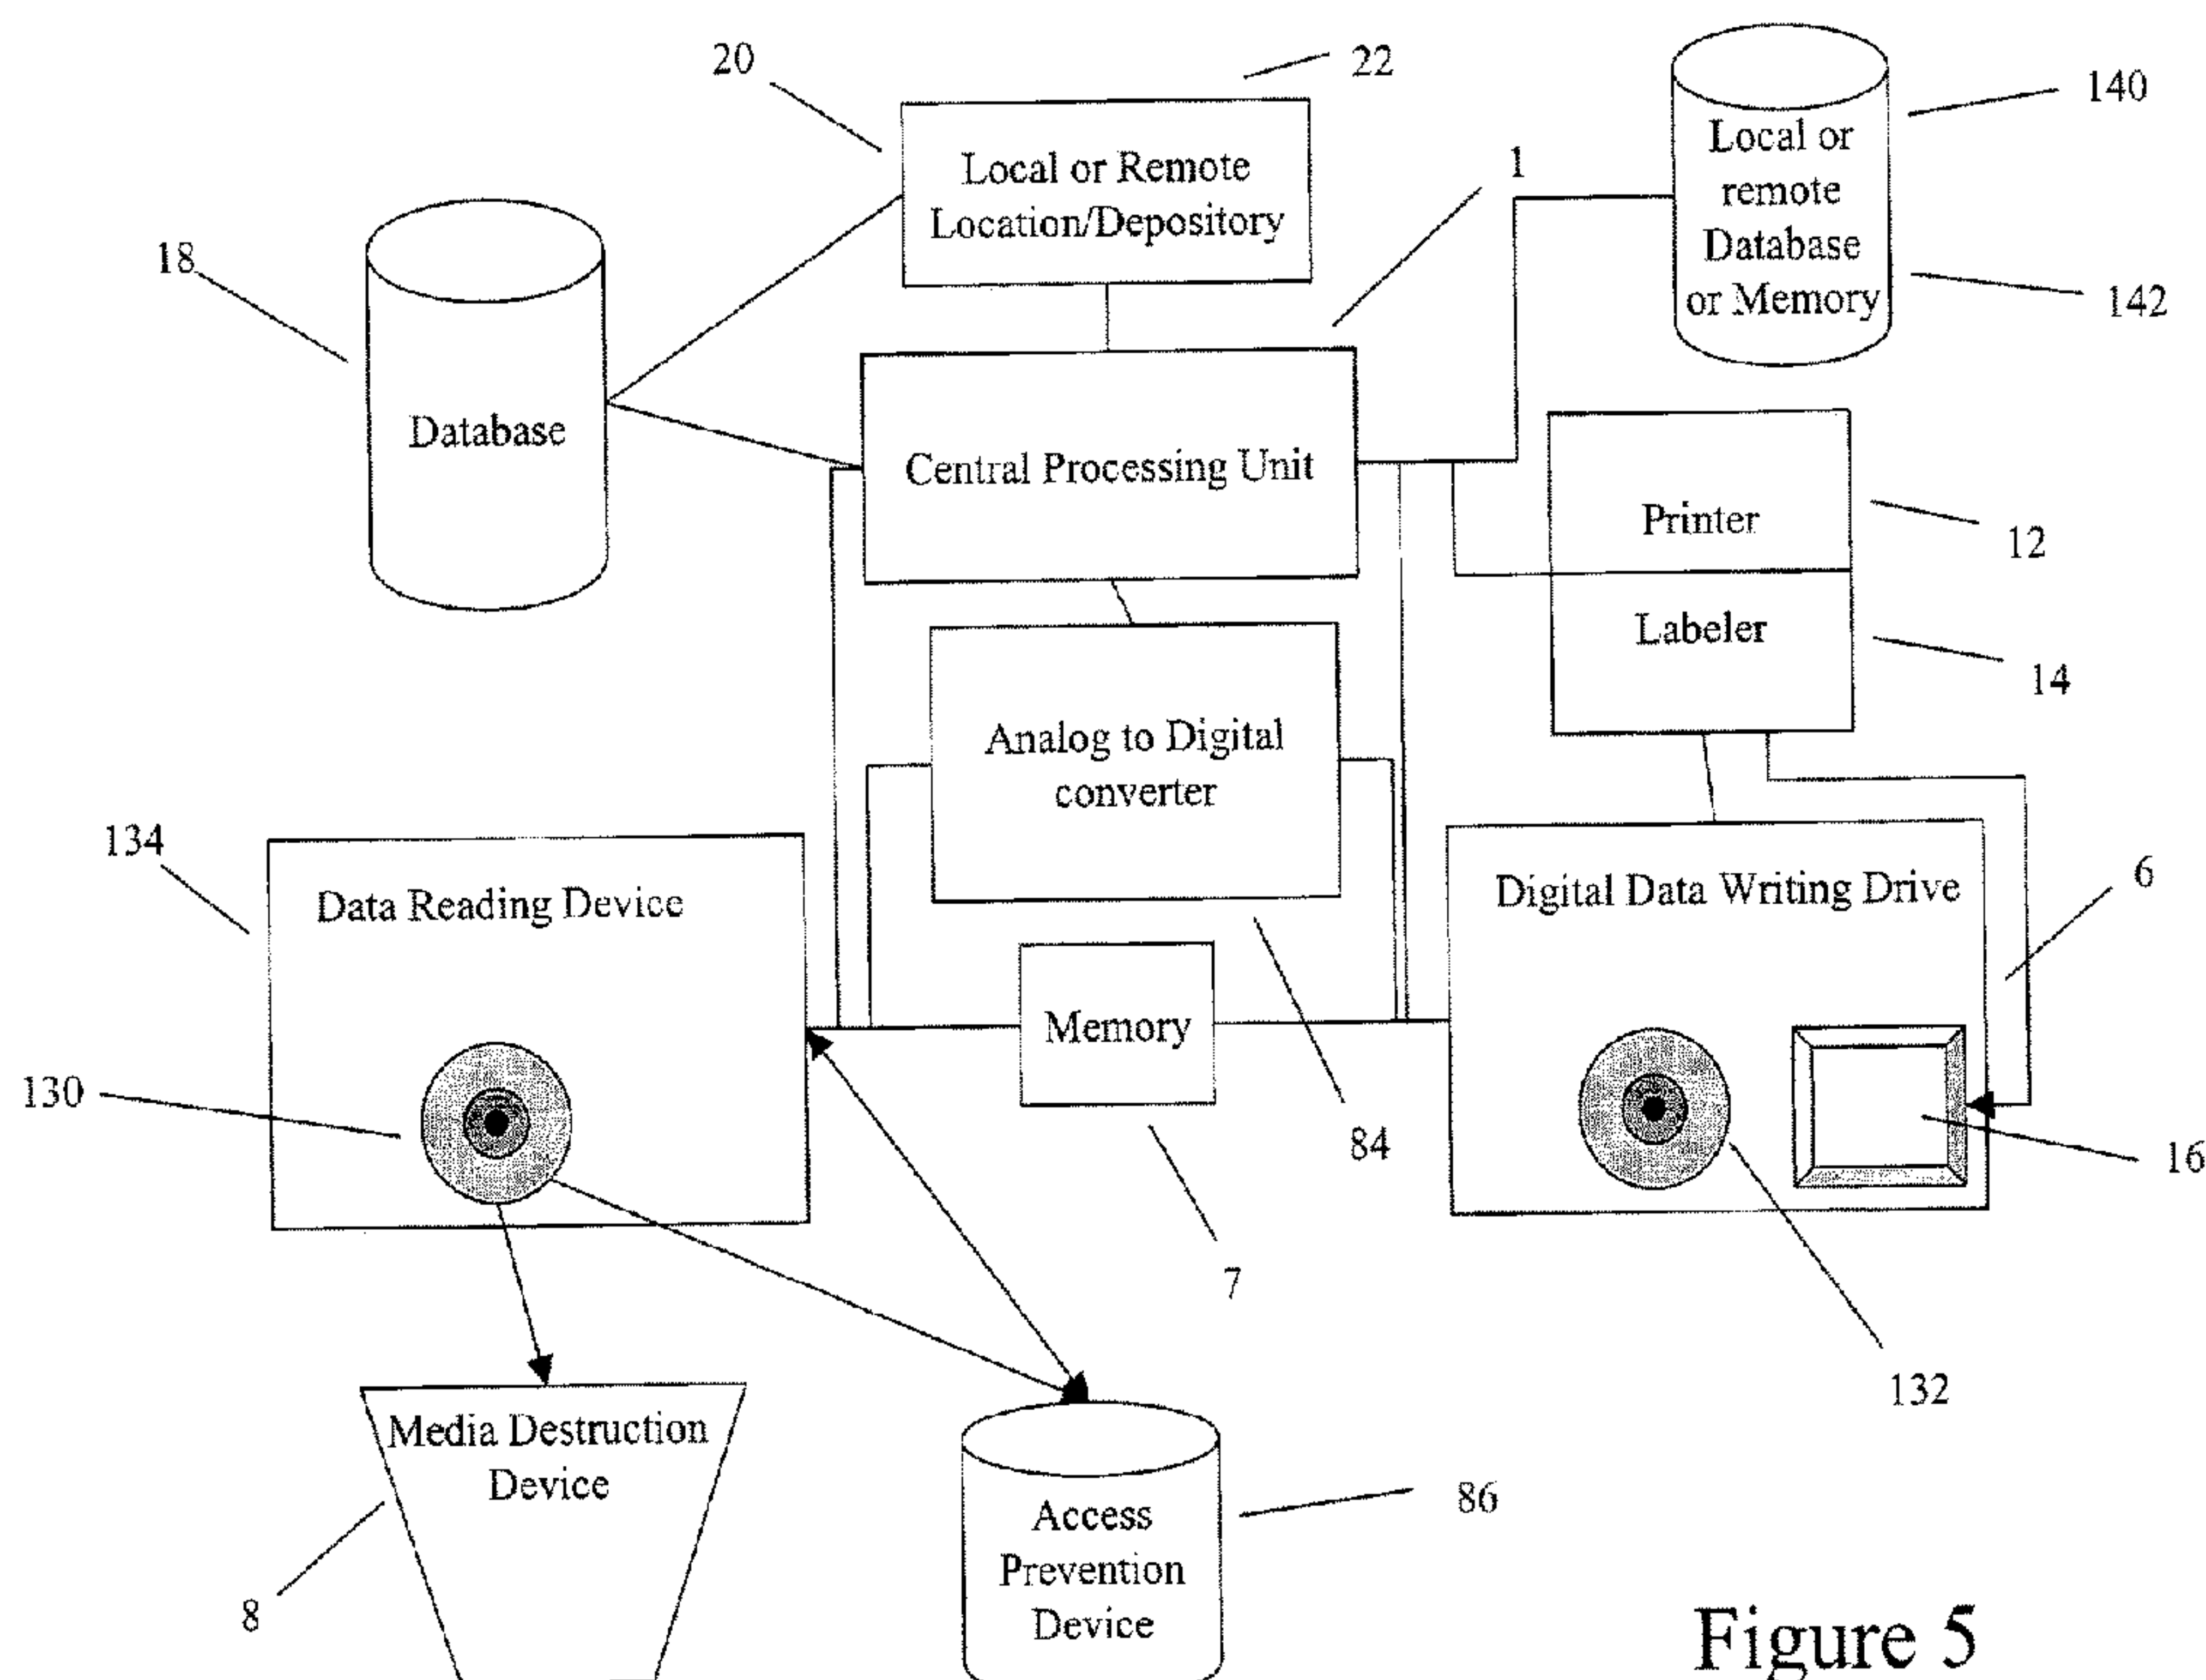 20
22
140
Local or
remote
Database
or Memory
142
1
Local or Remote
Location/Depository
18
Database
Central Processing Unit
Printer
12
Labeler
14
Analog to Digital
converter
134
Data Reading Device
Digital Data Writing Drive
6
Memory
130
84
16
7
132
Media Destruction
Device
8
Access
Prevention
Device
86
Figure 5